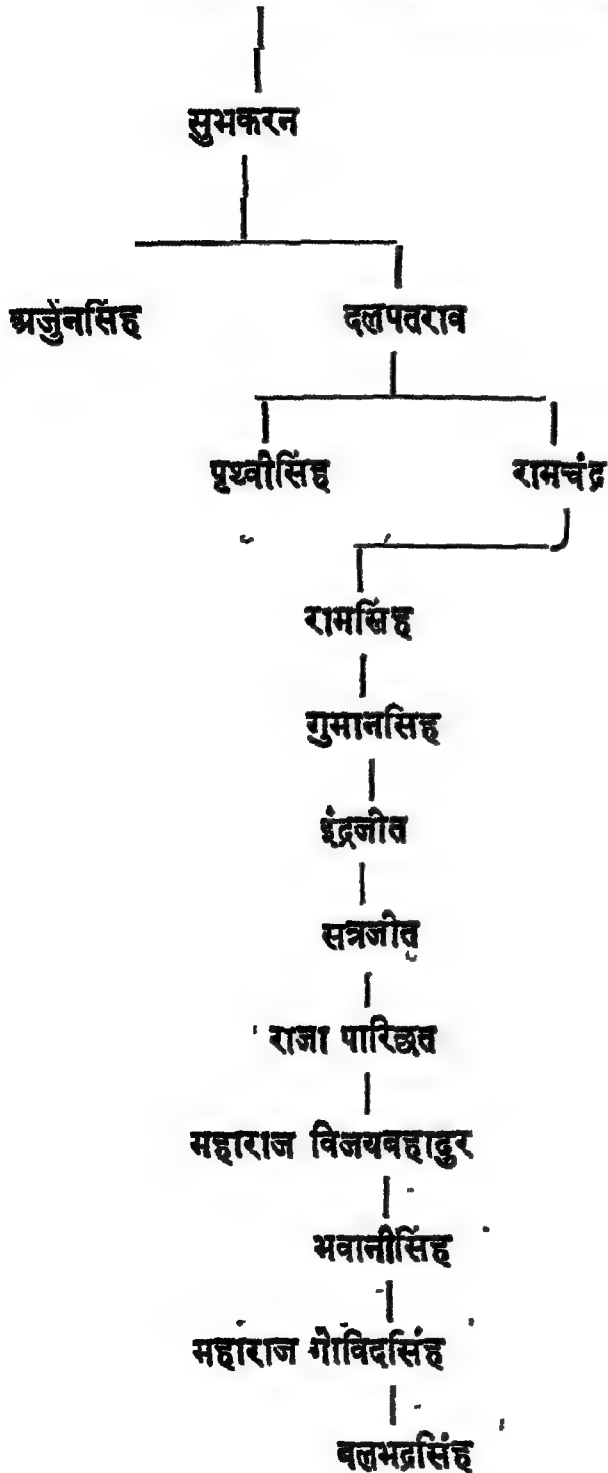 सुभकरन
अर्जुनसिंह दलपतराव
पृथ्वीसिंह रामचंद्र
रामसिंह
गुमानसिंह
इंद्रजीत
सत्रजीत
राजा पारिछत
महाराज विजयबहादुर
भवानीसिंह
महाराज गोविदसिंह
बलभद्रसिंह